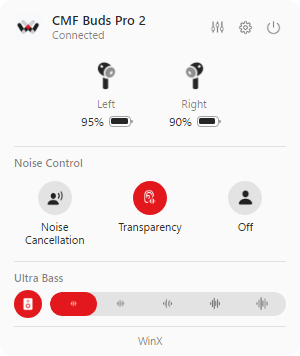 CMF Buds Pro 2
Connected
Left
Right
95%
90%
Noise Control
Noise
Cancellation
Transparency
Off
Ultra Bass
WinX